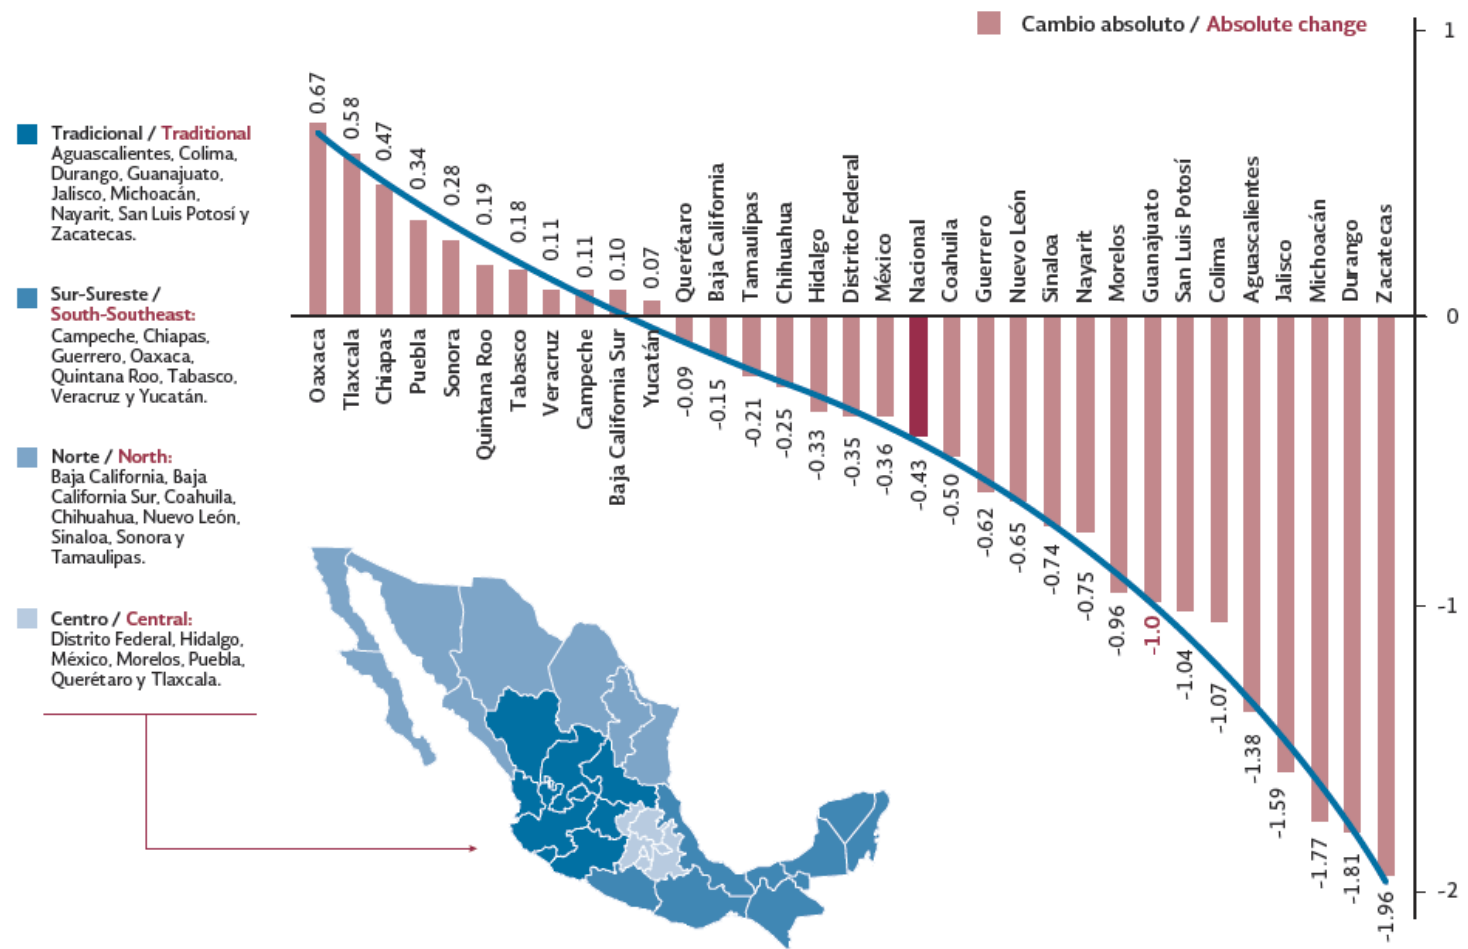 Cambio absoluto / Absolute change
Tradicional / Traditional
Aguascalientes, Colima,
Durango, Guanajuato,
Jalisco, Michoacán,
Nayarit, San Luis Potosí y
Zacatecas.
Sur-Sureste /
South-Southeast:
Campeche, Chiapas,
Guerrero, Oaxaca,
Quintana Roo, Tabasco,
Veracruz y Yucatán.
Norte / North:
Baja California, Baja
California Sur, Coahuila,
Chihuahua, Nuevo León,
Sinaloa, Sonora y
Tamaulipas.
Centro / Central:
Distrito Federal, Hidalgo,
México, Morelos, Puebla,
Querétaro y Tlaxcala.
0.67
0.58
0.47
0.34
0.28
0.19
0.18
0.11
0.11
0.10
0.07
Oaxaca
Tlaxcala
Chiapas
Puebla
Sonora
Quintana Roo
Tabasco
Veracruz
Campeche
Baja California Sur
Yucatán
Querétaro
Baja California
Tamaulipas
Chihuahua
Hidalgo
Distrito Federal
México
Nacional
Coahuila
Guerrero
Nuevo León
Sinaloa
Nayarit
Morelos
Guanajuato
San Luis Potosí
Colima
Aguascalientes
Jalisco
Michoacán
Durango
Zacatecas
-0.09
-0.15
-0.21
-0.25
-0.33
-0.35
-0.36
-0.43
-0.50
-0.62
-0.65
-0.74
-0.75
-0.96
-1.0
-1.04
-1.07
-1.38
-1.59
-1.77
-1.81
-1.96
1
0
-1
-2